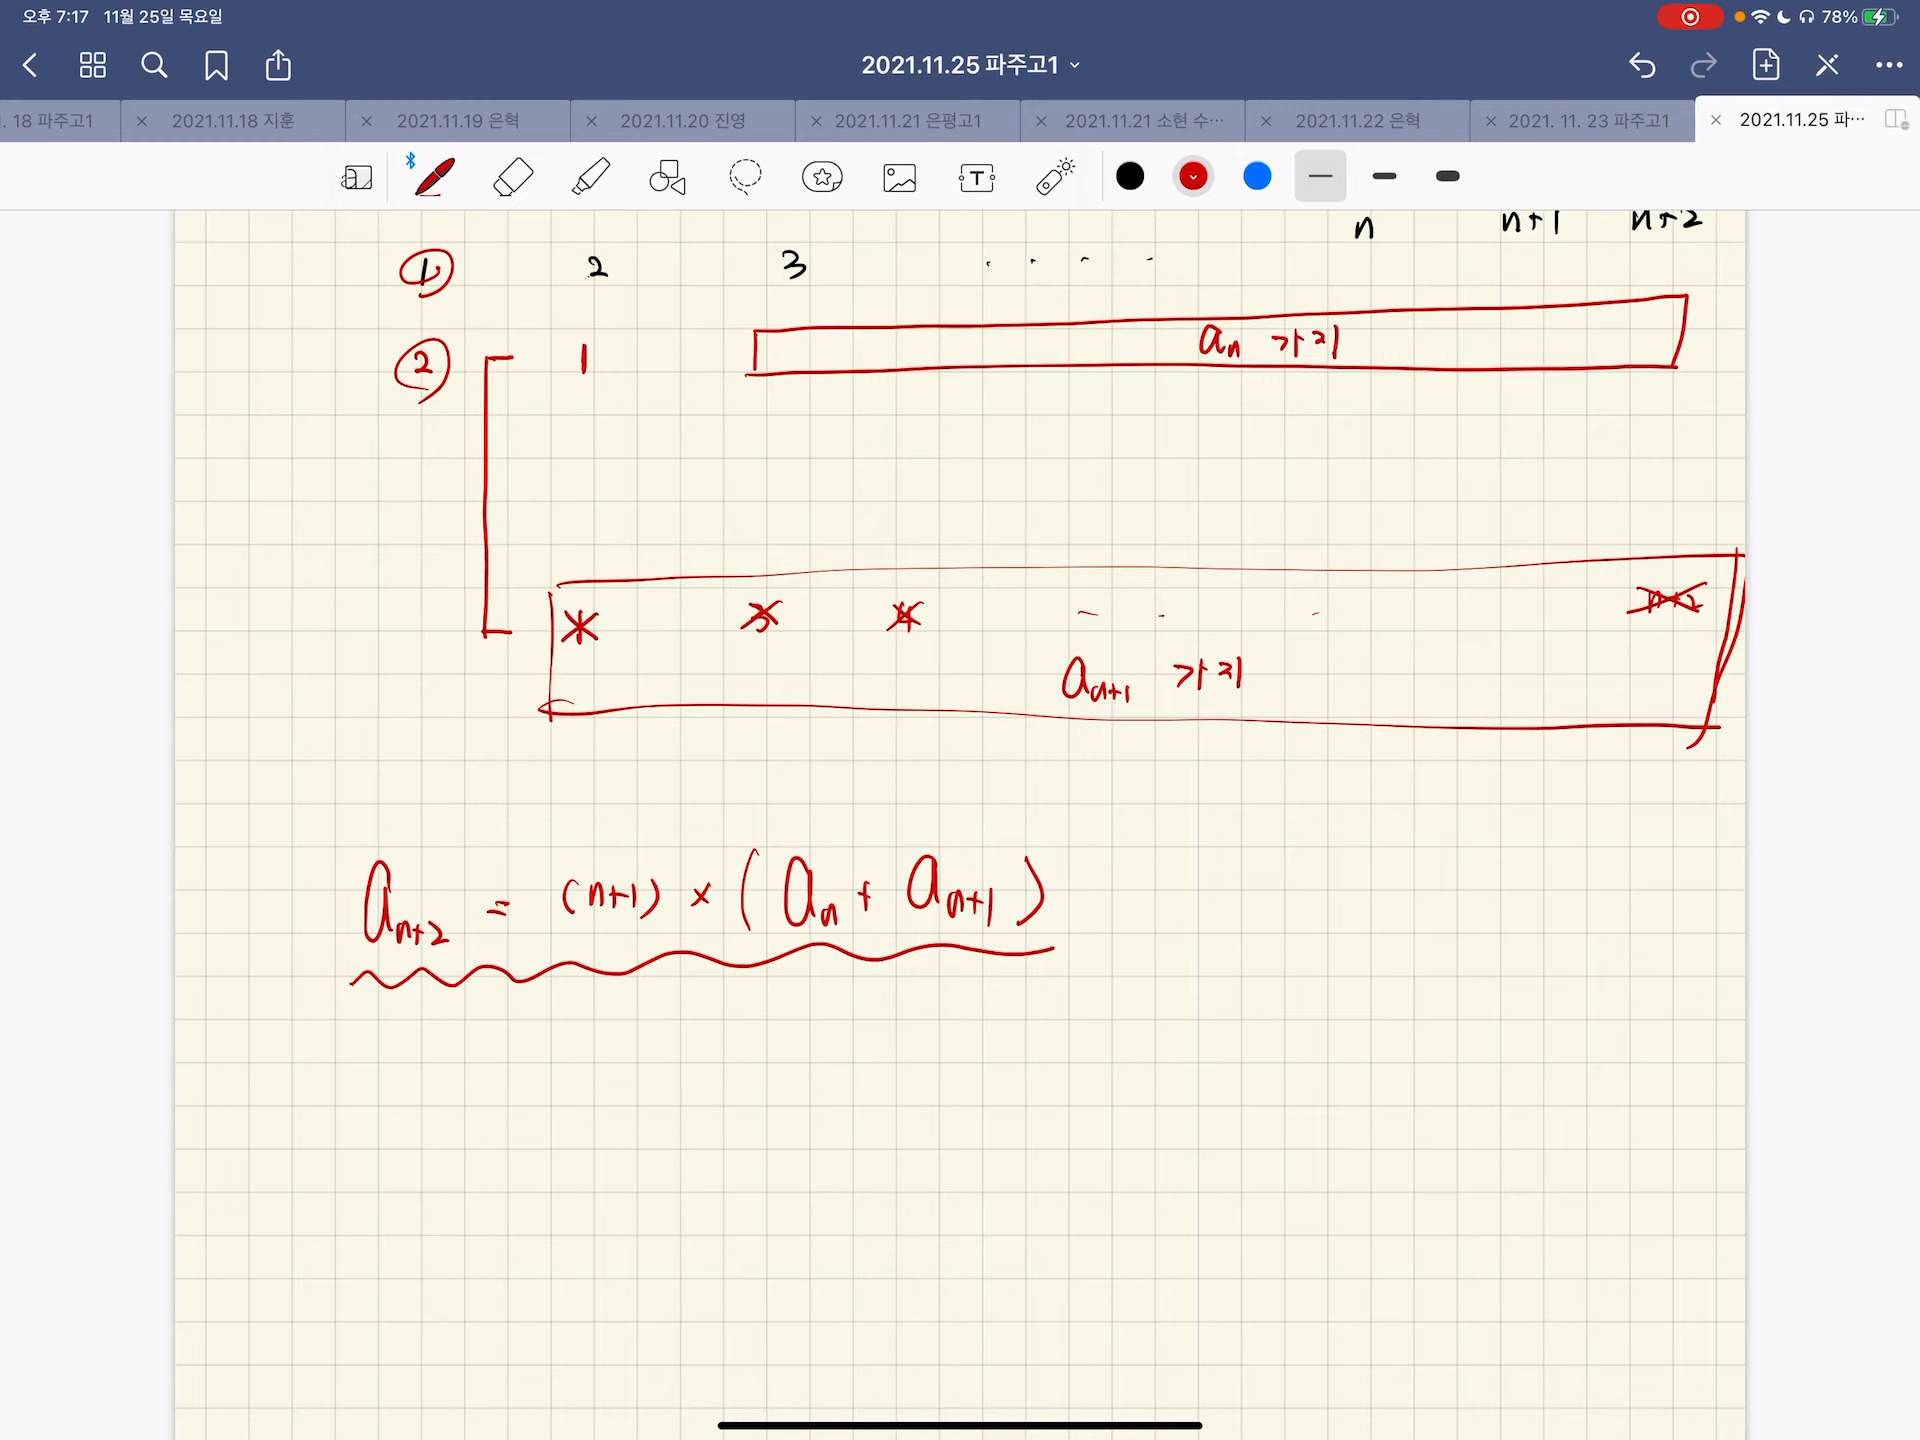 오후 7:17 11월 25일 목요일 78%
2021.11.25 파주고1
. 18 파주고1 2021.11.18 지훈 2021.11.19 은혁 2021.11.20 진영 2021.11.21 은평고1 2021.11.21 소현 수… 2021.11.22 은혁 2021. 11. 23 파주고1 2021.11.25 파…
n n+1 n+2
① 2 3 . . . .
② 1 aₙ 가지
3 4 - . - n+2
aₙ₊₁ 가지
aₙ₊₂ = (n+1) × (aₙ + aₙ₊₁)